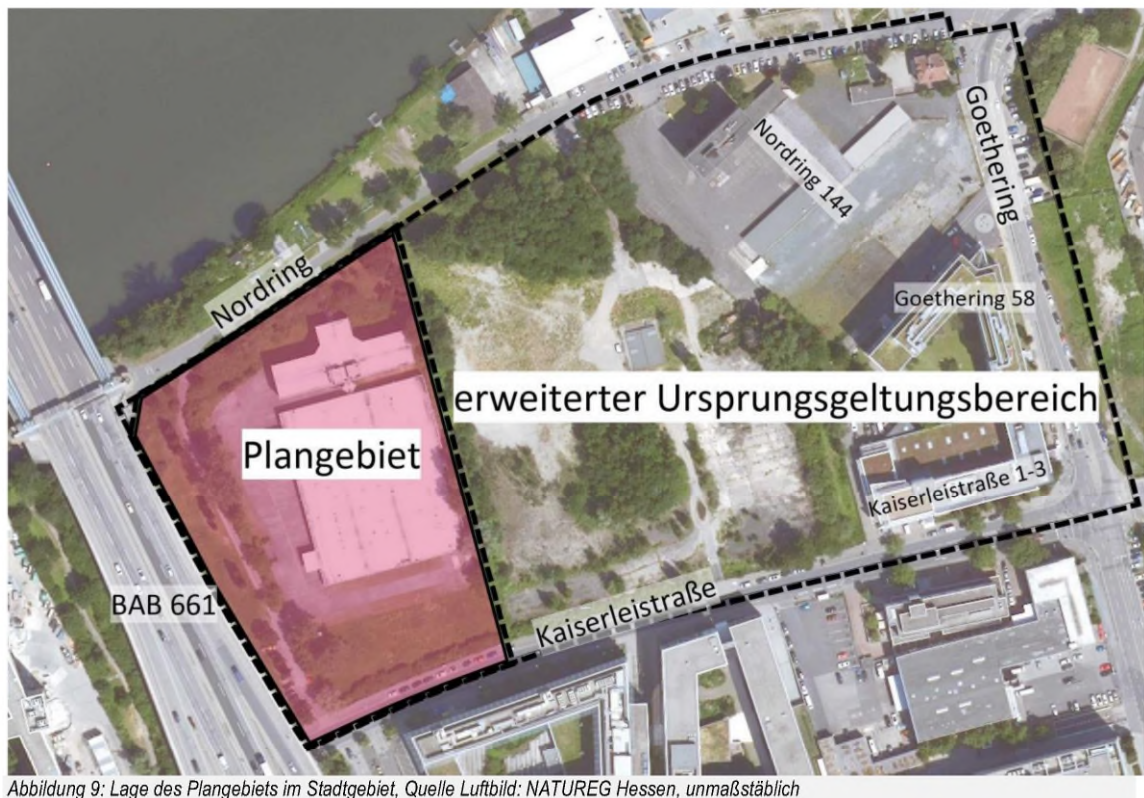 Goethering
Nordring 144
Nordring
Goethering 58
erweiterter Ursprungsgeltungsbereich
Plangebiet
Kaiserleistraße 1-3
BAB 661
Kaiserleistraße
Abbildung 9: Lage des Plangebiets im Stadtgebiet, Quelle Luftbild: NATUREG Hessen, unmaßstäblich